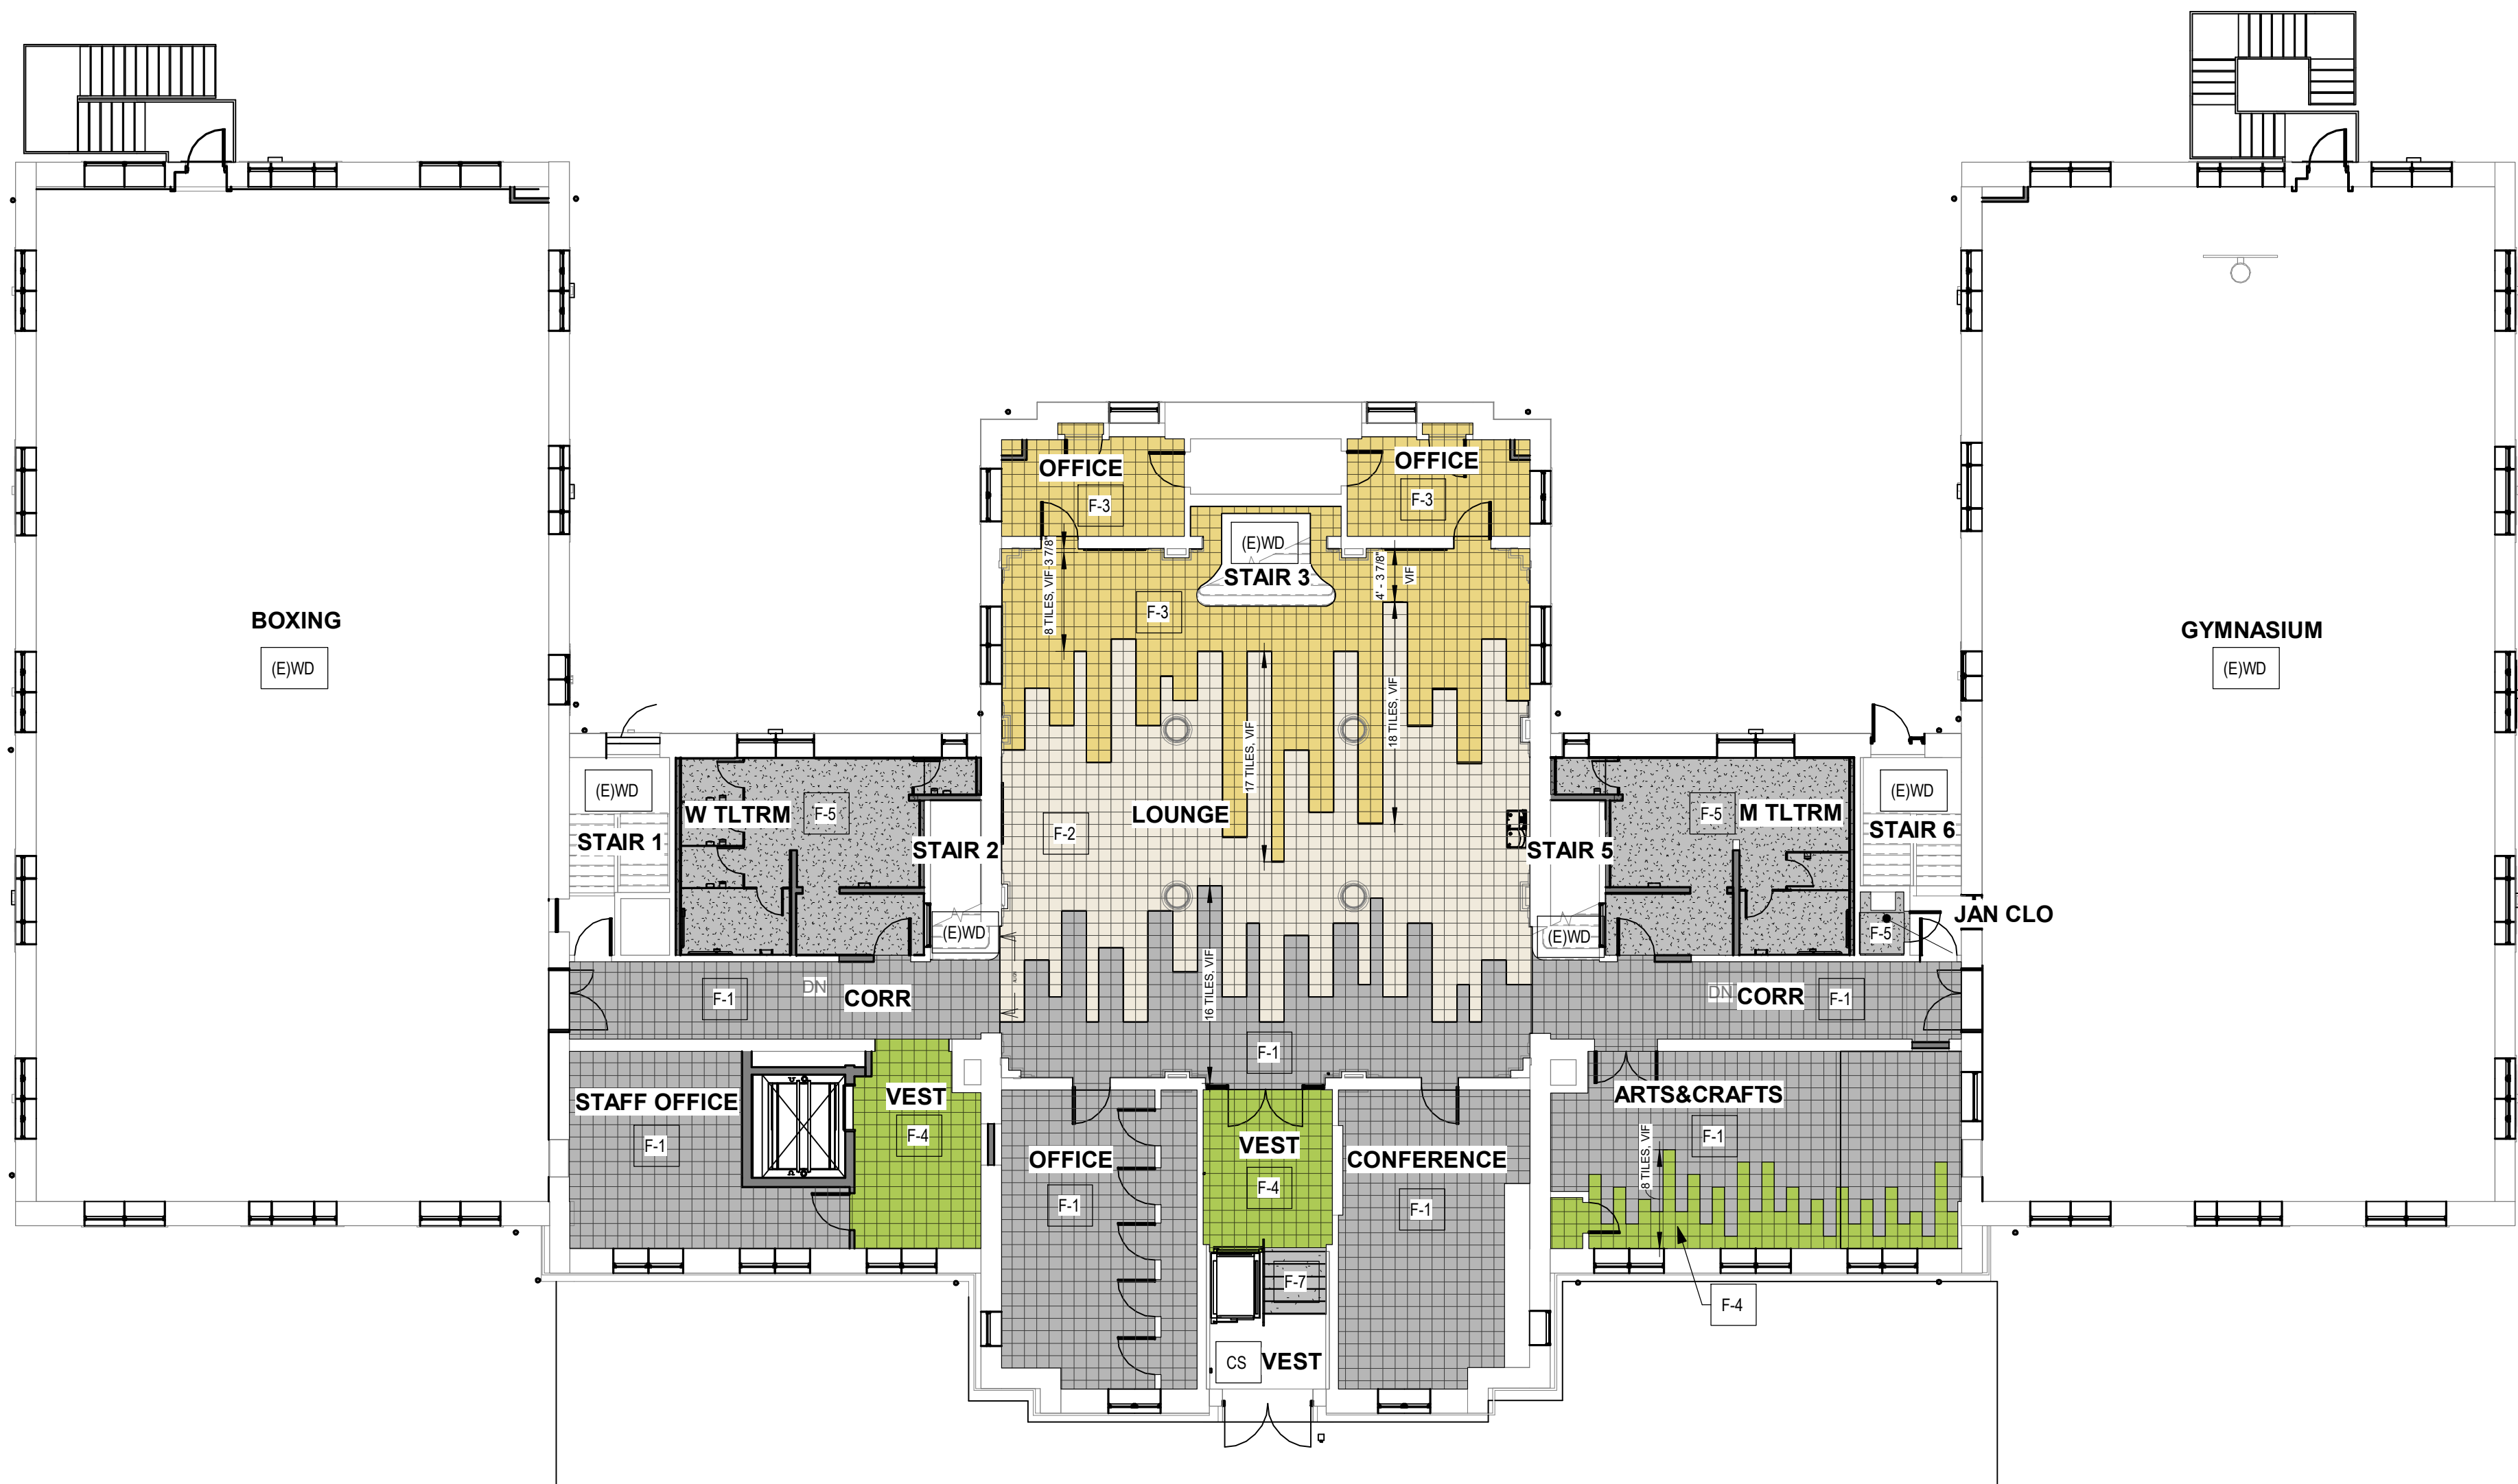 OFFICE
F-3
OFFICE
F-3
(E)WD
STAIR 3
8 TILES, VIF 3 7/8"
4' - 3 7/8"
VIF
F-3
BOXING
(E)WD
GYMNASIUM
(E)WD
17 TILES, VIF
18 TILES, VIF
(E)WD
STAIR 1
W TLTRM
F-5
STAIR 2
(E)WD
F-2
LOUNGE
STAIR 5
(E)WD
F-5
M TLTRM
(E)WD
STAIR 6
JAN CLO
F-5
16 TILES, VIF
F-1
DN
CORR
F-1
DN
CORR
F-1
STAFF OFFICE
F-1
VEST
F-4
OFFICE
F-1
VEST
F-4
CONFERENCE
F-1
ARTS&CRAFTS
F-1
8 TILES, VIF
F-4
F-7
CS
VEST